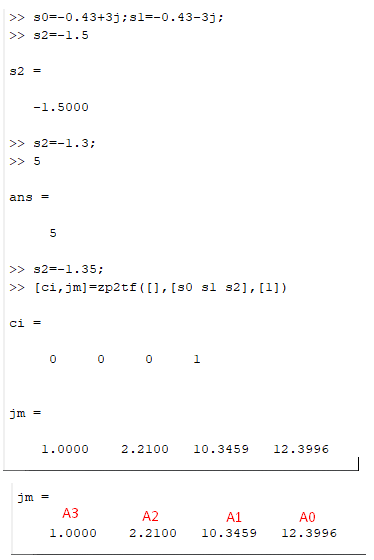 >> s0=-0.43+3j;s1=-0.43-3j;
>> s2=-1.5
s2 =
-1.5000
>> s2=-1.3;
>> 5
ans =
5
>> s2=-1.35;
>> [ci,jm]=zp2tf([],[s0 s1 s2],[1])
ci =
0 0 0 1
jm =
1.0000 2.2100 10.3459 12.3996
jm =
A3 A2 A1 A0
1.0000 2.2100 10.3459 12.3996